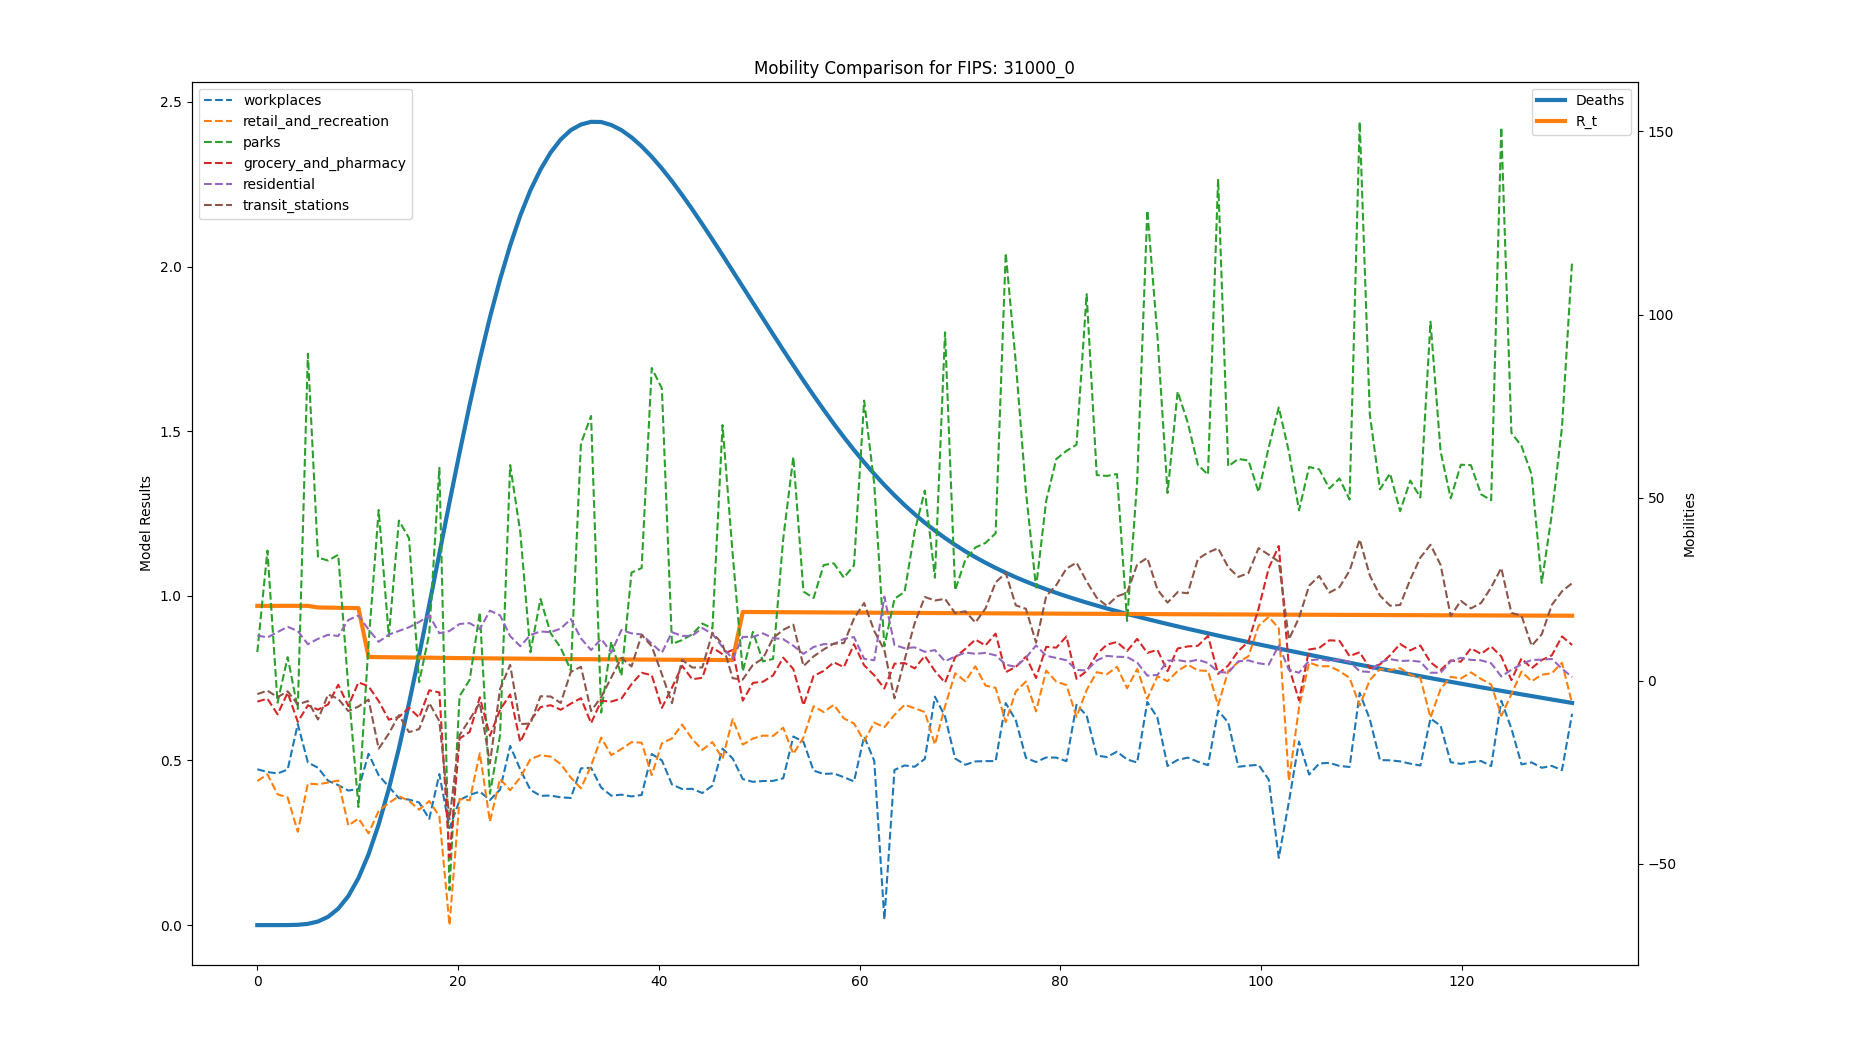 Mobility Comparison for FIPS: 31000_0
workplaces
retail_and_recreation
parks
grocery_and_pharmacy
residential
transit_stations
Deaths
R_t
2.5
2.0
1.5
1.0
0.5
0.0
Model Results
150
100
50
0
−50
Mobilities
0
20
40
60
80
100
120